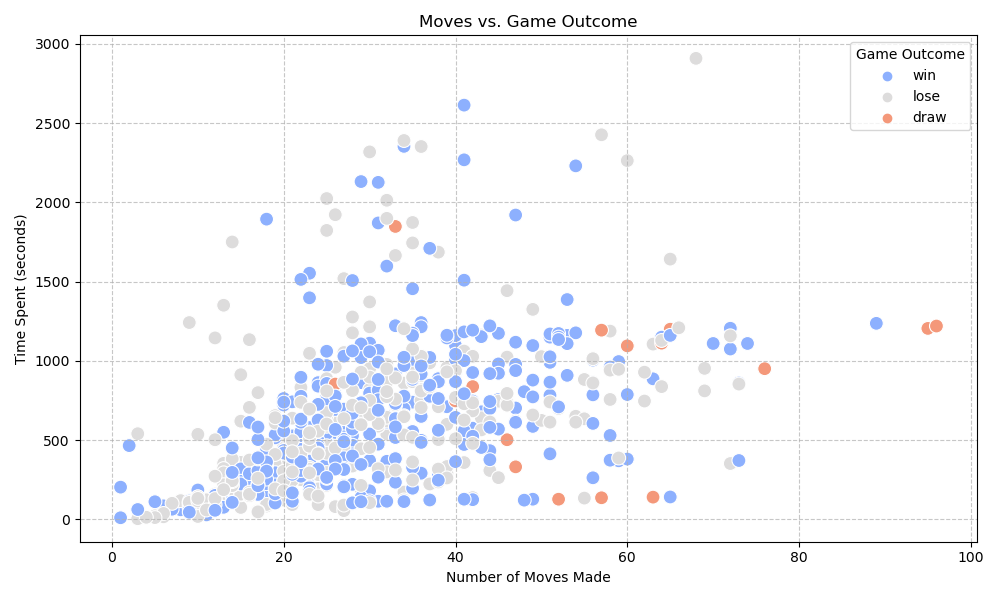 Moves vs. Game Outcome
Game Outcome
win
lose
draw
Time Spent (seconds)
3000
2500
2000
1500
1000
500
0
0 20 40 60 80 100
Number of Moves Made